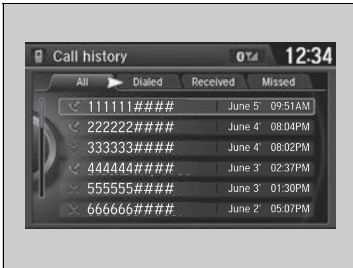 Call history 12:34
All Dialed Received Missed
111111#### June 5' 09:51AM
222222#### June 4' 08:04PM
333333#### June 4' 08:02PM
444444#### June 3' 02:37PM
555555#### June 3' 01:30PM
666666#### June 2' 05:07PM